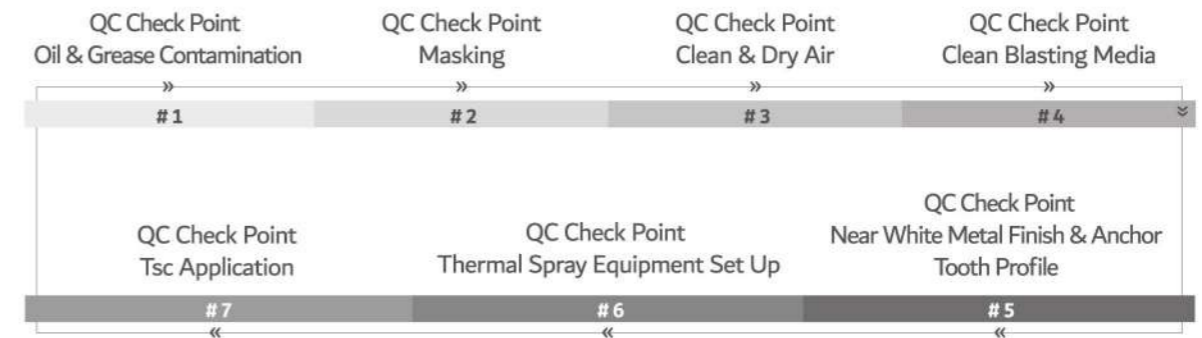 QC Check Point
Oil & Grease Contamination
#1
QC Check Point
Masking
#2
QC Check Point
Clean & Dry Air
#3
QC Check Point
Clean Blasting Media
#4
QC Check Point
Near White Metal Finish & Anchor
Tooth Profile
#5
QC Check Point
Thermal Spray Equipment Set Up
#6
QC Check Point
Tsc Application
#7